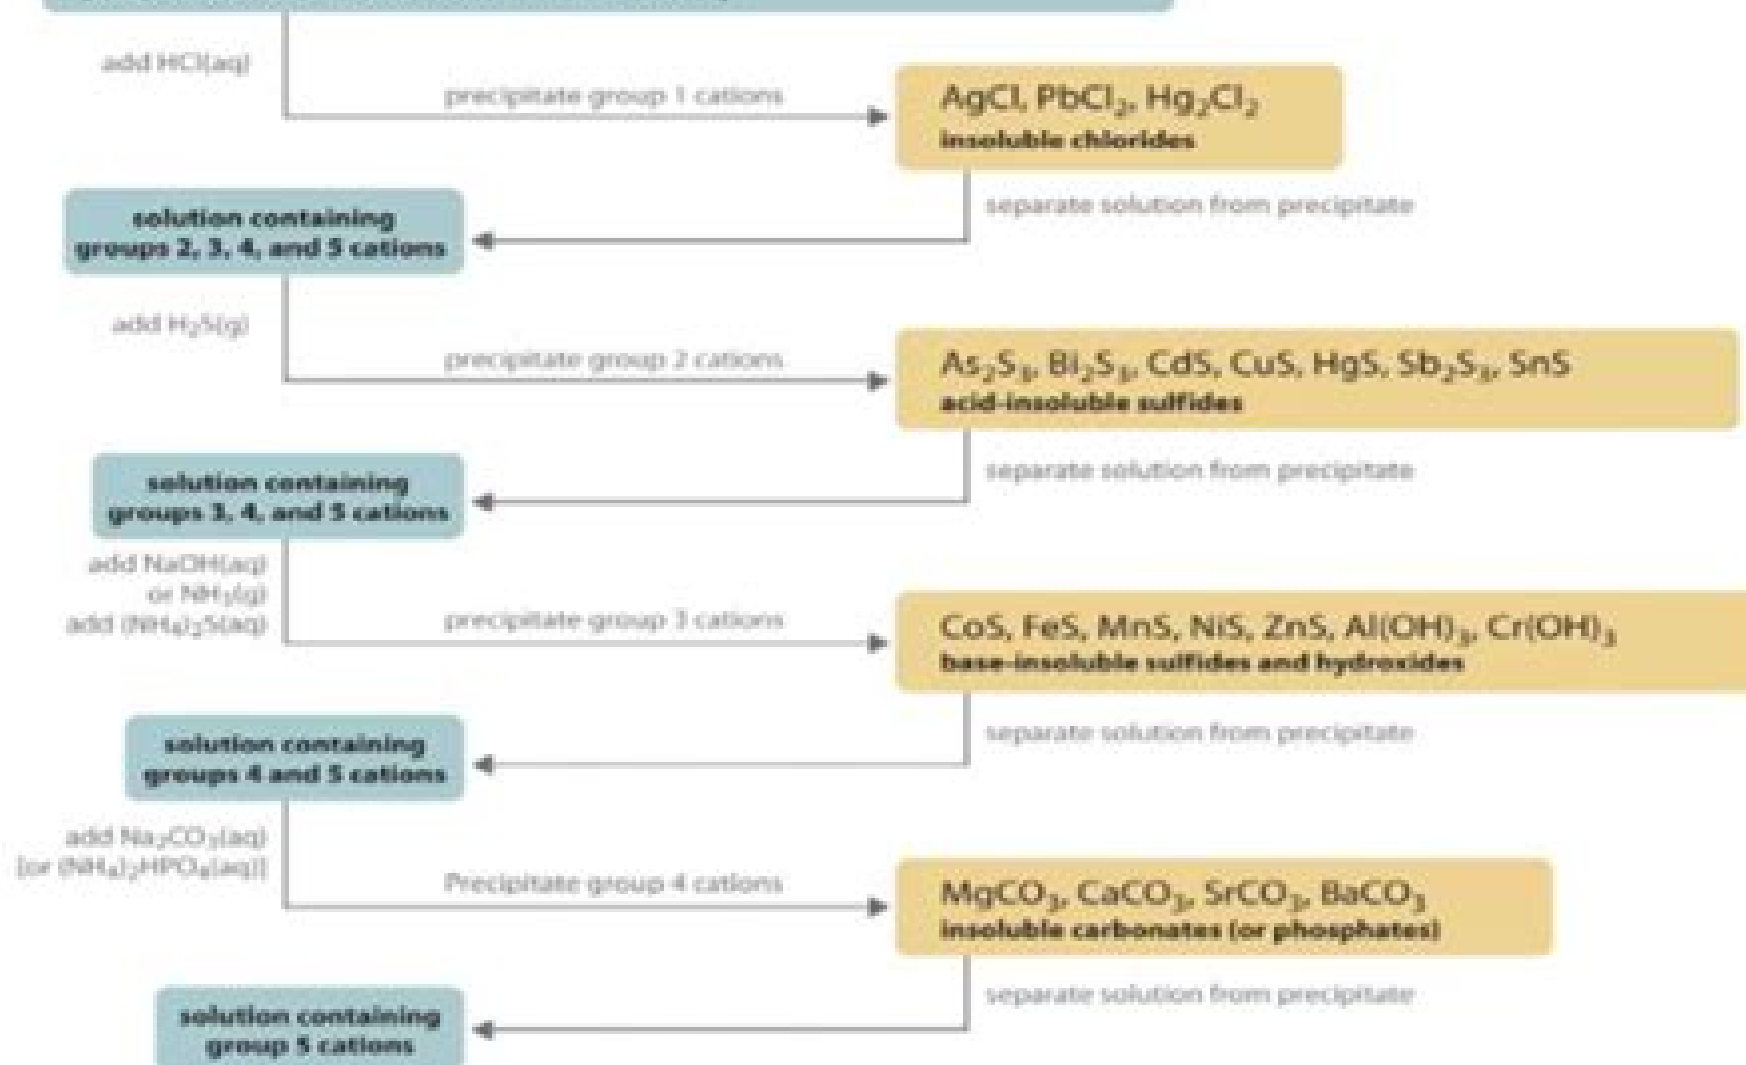 add HCl(aq)
precipitate group 1 cations
AgCl, PbCl₂, Hg₂Cl₂
insoluble chlorides
separate solution from precipitate
solution containing
groups 2, 3, 4, and 5 cations
add H₂S(g)
precipitate group 2 cations
As₂S₃, Bi₂S₃, CdS, CuS, HgS, Sb₂S₃, SnS
acid-insoluble sulfides
separate solution from precipitate
solution containing
groups 3, 4, and 5 cations
add NaOH(aq)
or NH₃(g)
add (NH₄)₂S(aq)
precipitate group 3 cations
CoS, FeS, MnS, NiS, ZnS, Al(OH)₃, Cr(OH)₃
base-insoluble sulfides and hydroxides
separate solution from precipitate
solution containing
groups 4 and 5 cations
add Na₂CO₃(aq)
[or (NH₄)₂HPO₄(aq)]
Precipitate group 4 cations
MgCO₃, CaCO₃, SrCO₃, BaCO₃
insoluble carbonates (or phosphates)
separate solution from precipitate
solution containing
group 5 cations